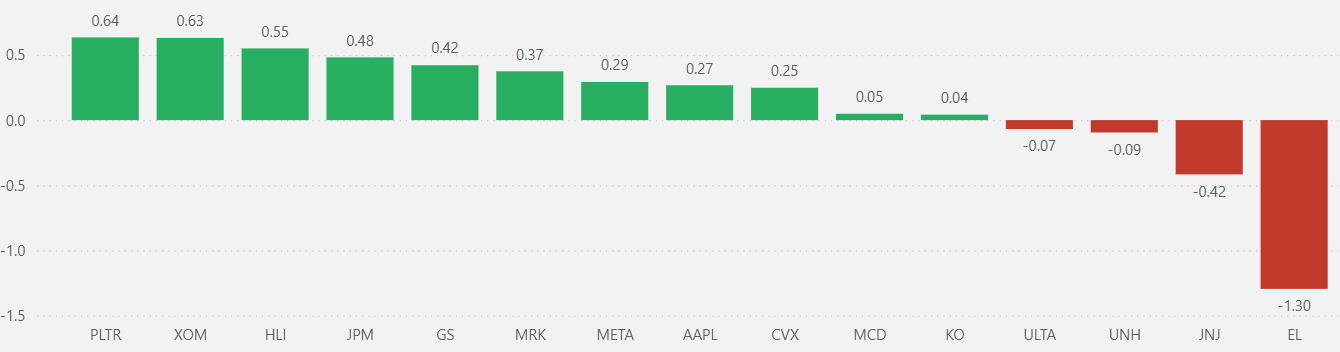 0.64 0.63 0.55 0.48 0.42 0.37 0.29 0.27 0.25 0.05 0.04 -0.07 -0.09 -0.42 -1.30
0.5
0.0
-0.5
-1.0
-1.5
PLTR XOM HLI JPM GS MRK META AAPL CVX MCD KO ULTA UNH JNJ EL